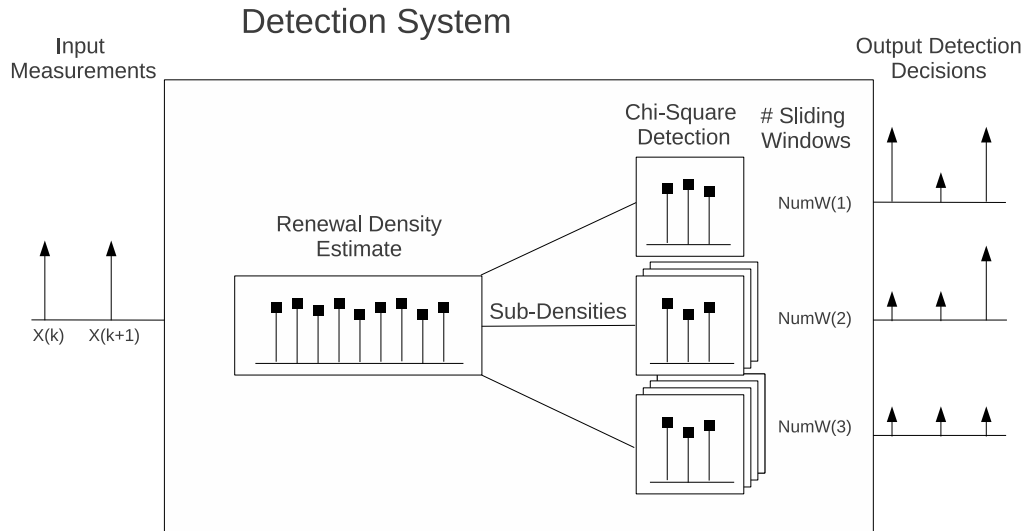 Detection System
Input
Measurements
Output Detection
Decisions
Chi-Square
Detection
# Sliding
Windows
Renewal Density
Estimate
Sub-Densities
X(k)
X(k+1)
NumW(1)
NumW(2)
NumW(3)